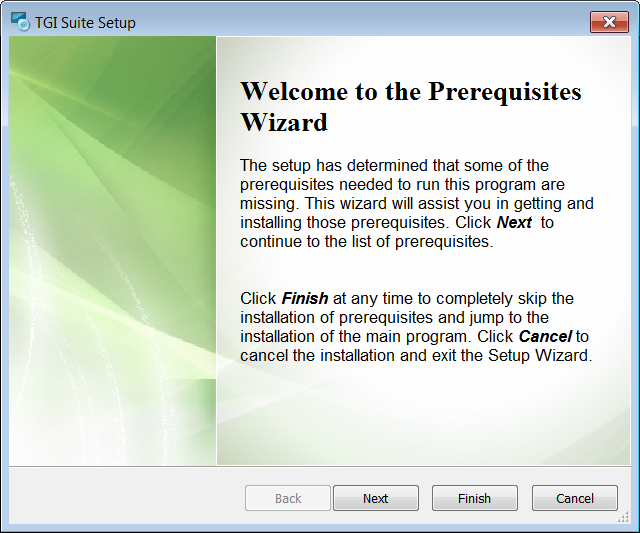 TGI Suite Setup
Welcome to the Prerequisites
Wizard
The setup has determined that some of the
prerequisites needed to run this program are
missing. This wizard will assist you in getting and
installing those prerequisites. Click Next to
continue to the list of prerequisites.
Click Finish at any time to completely skip the
installation of prerequisites and jump to the
installation of the main program. Click Cancel to
cancel the installation and exit the Setup Wizard.
Back Next Finish Cancel